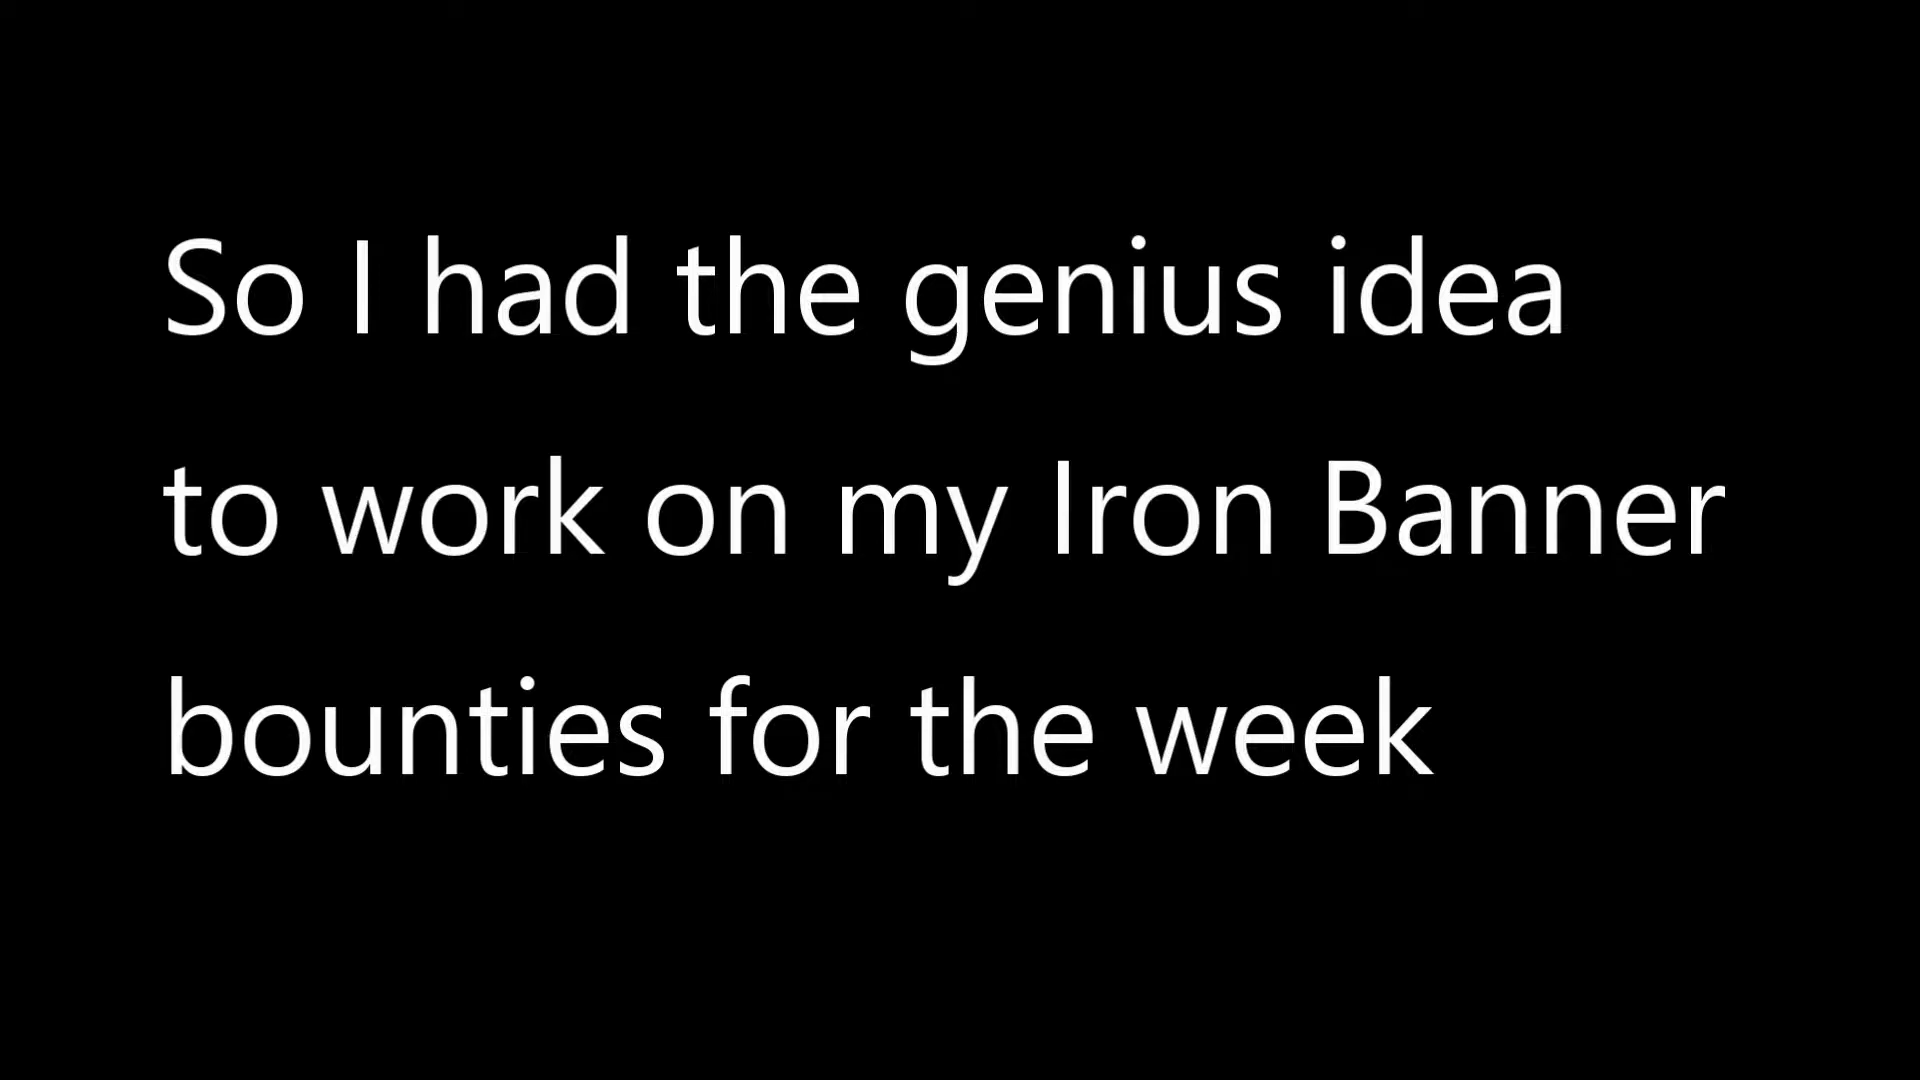 So I had the genius idea
to work on my Iron Banner
bounties for the week